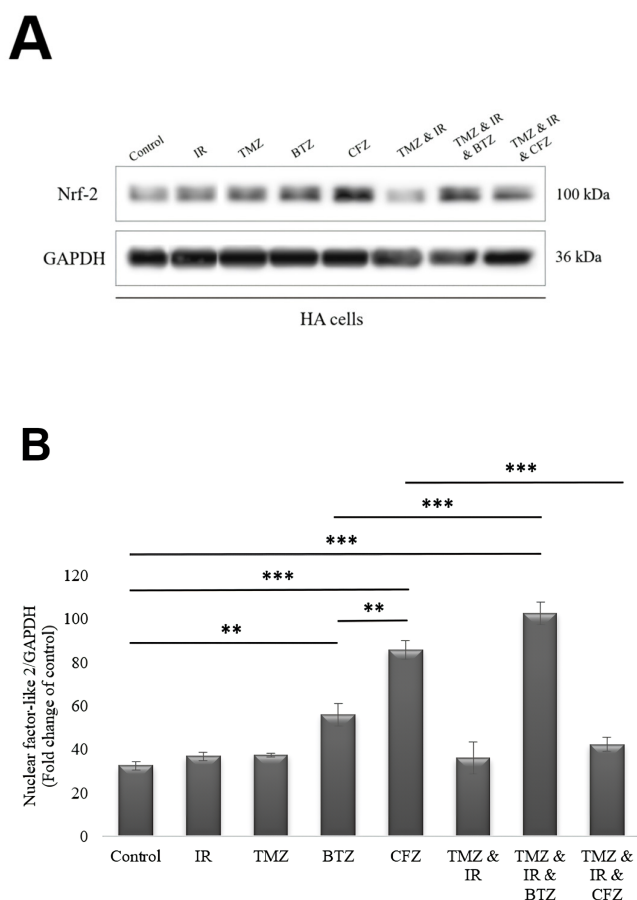 A
Control
IR
TMZ
BTZ
CFZ
TMZ & IR
TMZ & IR
& BTZ
TMZ & IR
& CFZ
Nrf-2
100 kDa
GAPDH
36 kDa
HA cells
B
***
***
***
***
**
**
Nuclear factor-like 2/GAPDH
(Fold change of control)
120
100
80
60
40
20
0
Control
IR
TMZ
BTZ
CFZ
TMZ &
IR
TMZ &
IR &
BTZ
TMZ &
IR &
CFZ